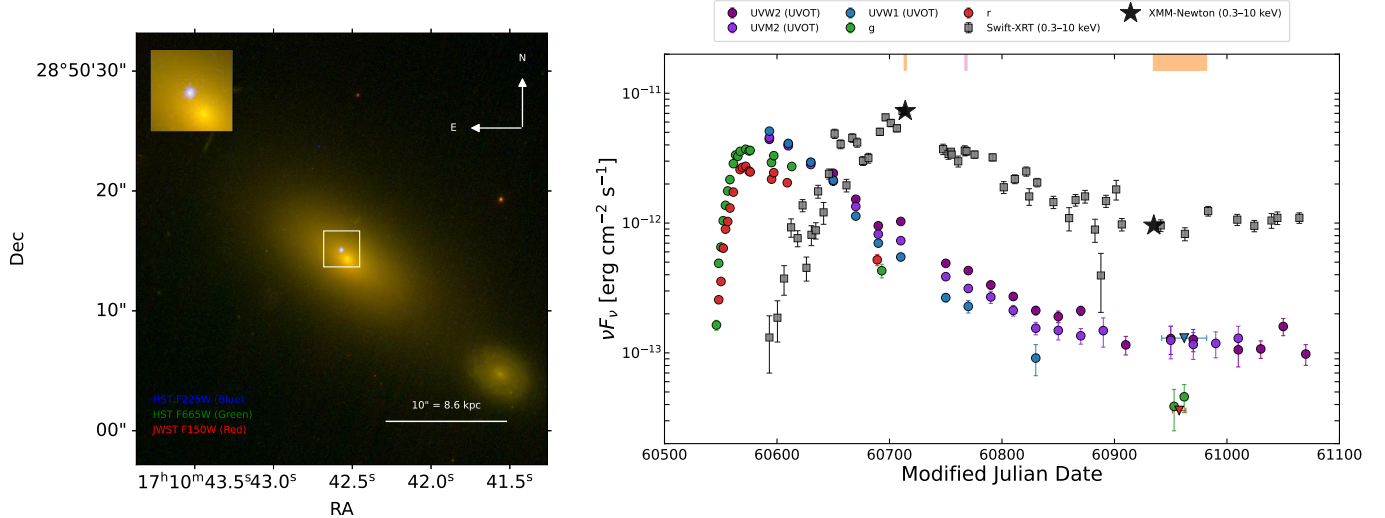 28°50'30"
20"
10"
00"
Dec
N
E
HST F225W (Blue)
HST F665W (Green)
JWST F150W (Red)
10" = 8.6 kpc
17ʰ10ᵐ43.5ˢ 43.0ˢ 42.5ˢ 42.0ˢ 41.5ˢ
RA
UVW2 (UVOT) UVW1 (UVOT) r XMM-Newton (0.3–10 keV)
UVM2 (UVOT) g Swift-XRT (0.3–10 keV)
νFᵥ [erg cm⁻² s⁻¹]
10⁻¹¹
10⁻¹²
10⁻¹³
60500 60600 60700 60800 60900 61000 61100
Modified Julian Date